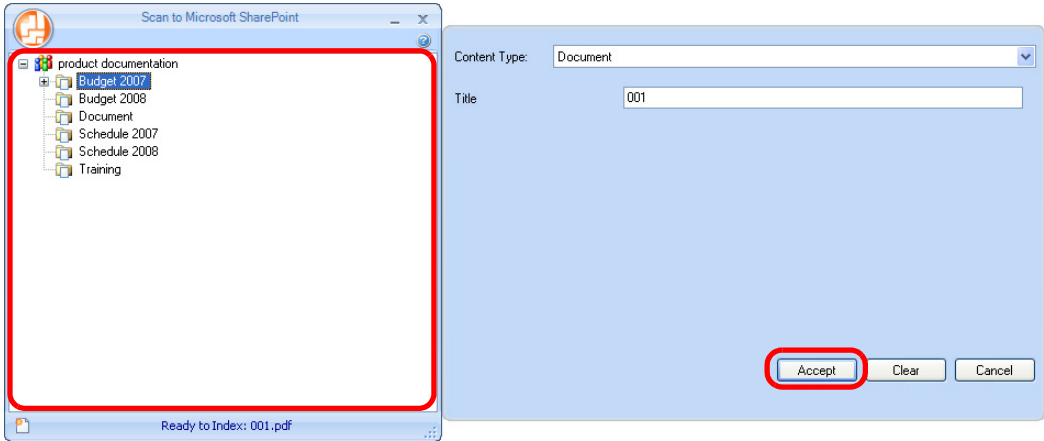 Scan to Microsoft SharePoint
product documentation
Budget 2007
Budget 2008
Document
Schedule 2007
Schedule 2008
Training
Ready to Index: 001.pdf
Content Type: Document
Title 001
Accept Clear Cancel